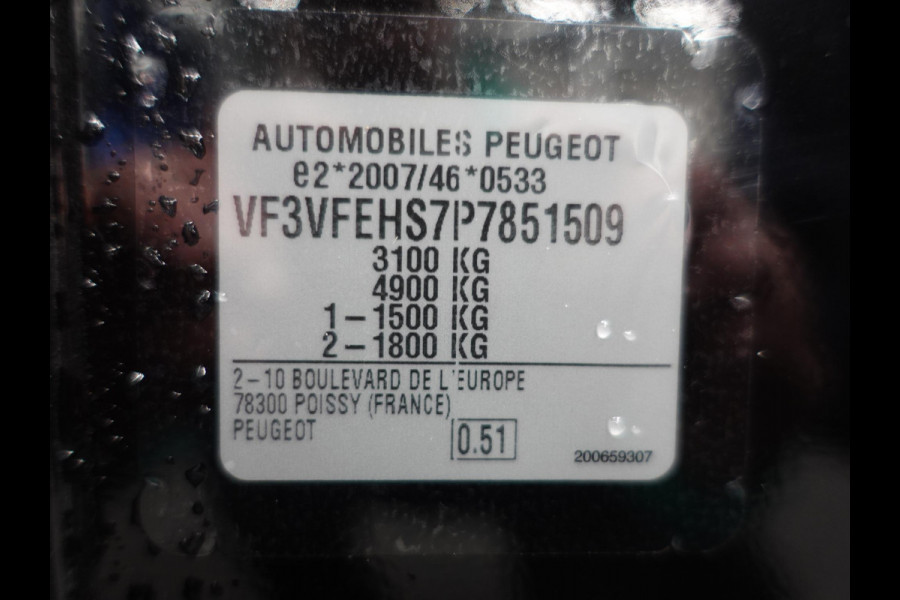 AUTOMOBILES PEUGEOT
e2*2007/46*0533
VF3VFEHS7P7851509
3100 KG
4900 KG
1-1500 KG
2-1800 KG
2-10 BOULEVARD DE L'EUROPE
78300 POISSY (FRANCE)
PEUGEOT
0.51
200659307